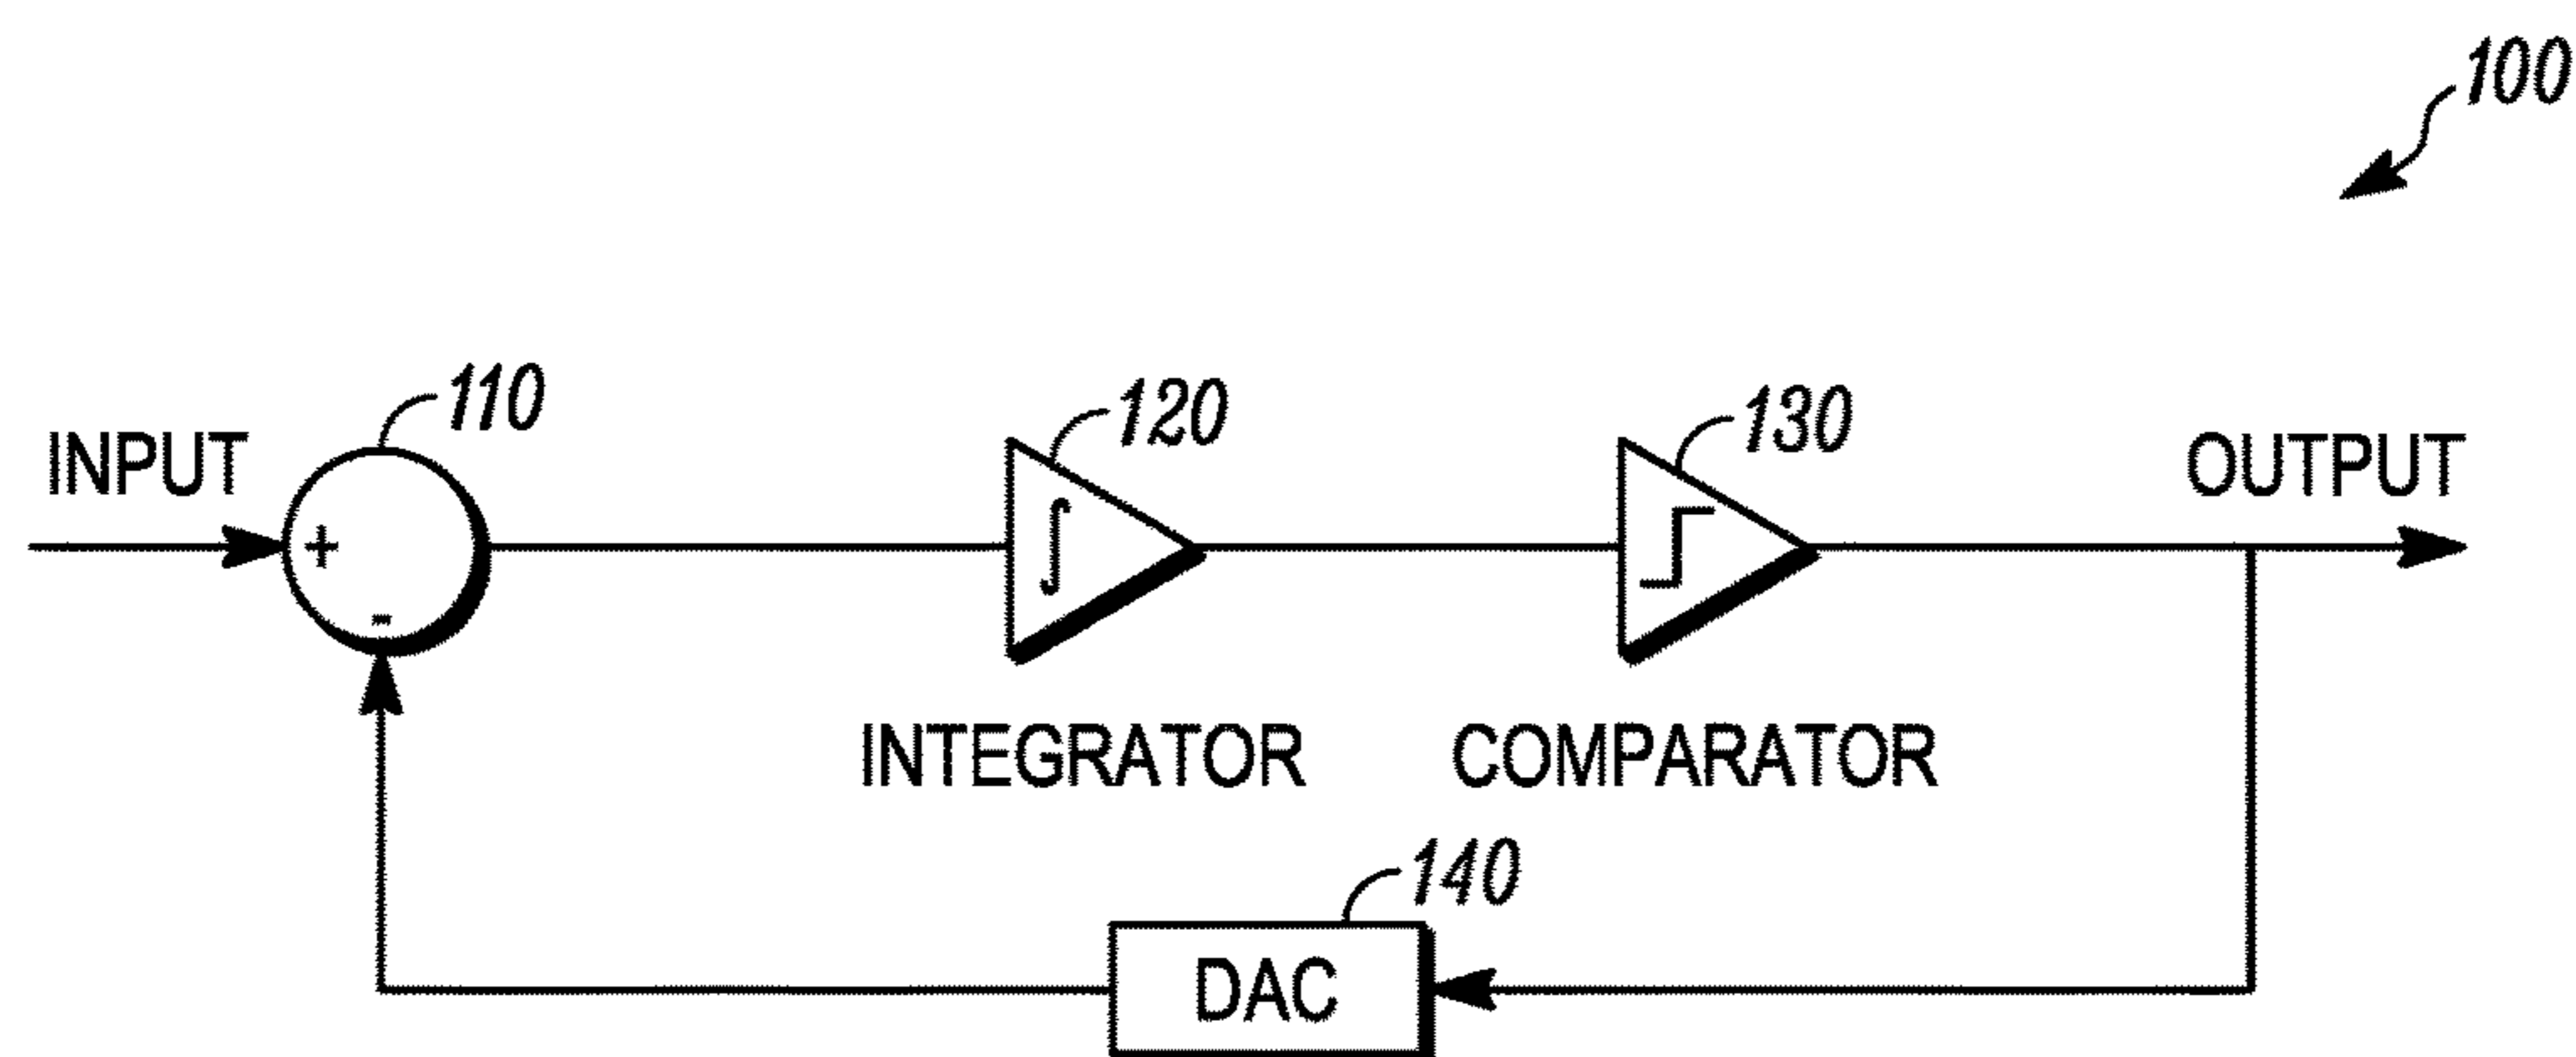 100
110
120
130
INPUT
OUTPUT
+
-
INTEGRATOR
COMPARATOR
140
DAC